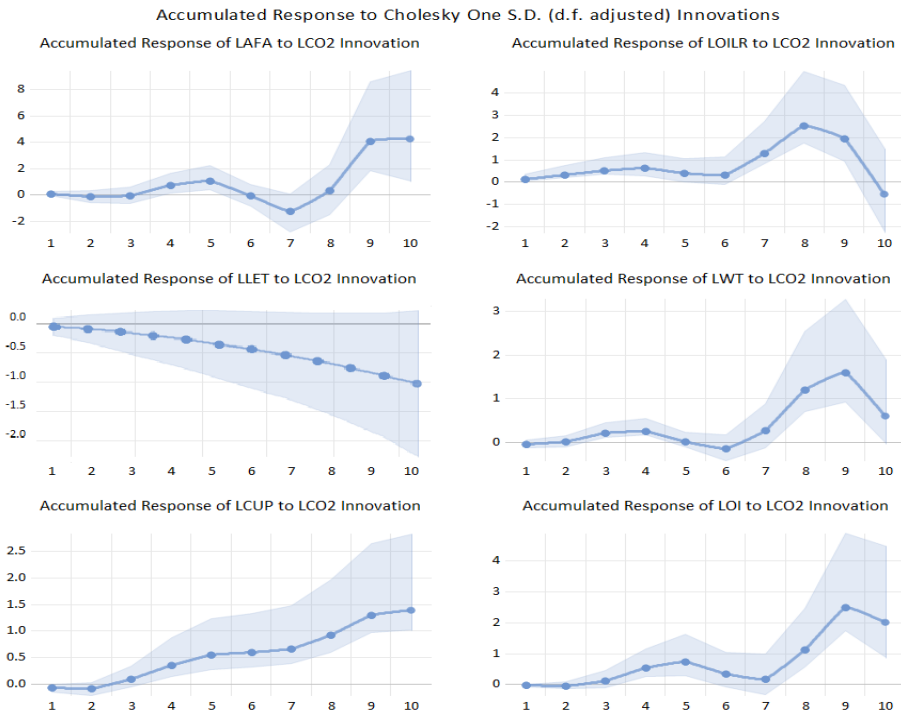 Accumulated Response to Cholesky One S.D. (d.f. adjusted) Innovations
Accumulated Response of LAFA to LCO2 Innovation
8
6
4
2
0
-2
1 2 3 4 5 6 7 8 9 10
Accumulated Response of LOILR to LCO2 Innovation
4
3
2
1
0
-1
-2
1 2 3 4 5 6 7 8 9 10
Accumulated Response of LLET to LCO2 Innovation
0.0
-0.5
-1.0
-1.5
-2.0
1 2 3 4 5 6 7 8 9 10
Accumulated Response of LWT to LCO2 Innovation
3
2
1
0
1 2 3 4 5 6 7 8 9 10
Accumulated Response of LCUP to LCO2 Innovation
2.5
2.0
1.5
1.0
0.5
0.0
1 2 3 4 5 6 7 8 9 10
Accumulated Response of LOI to LCO2 Innovation
4
3
2
1
0
1 2 3 4 5 6 7 8 9 10